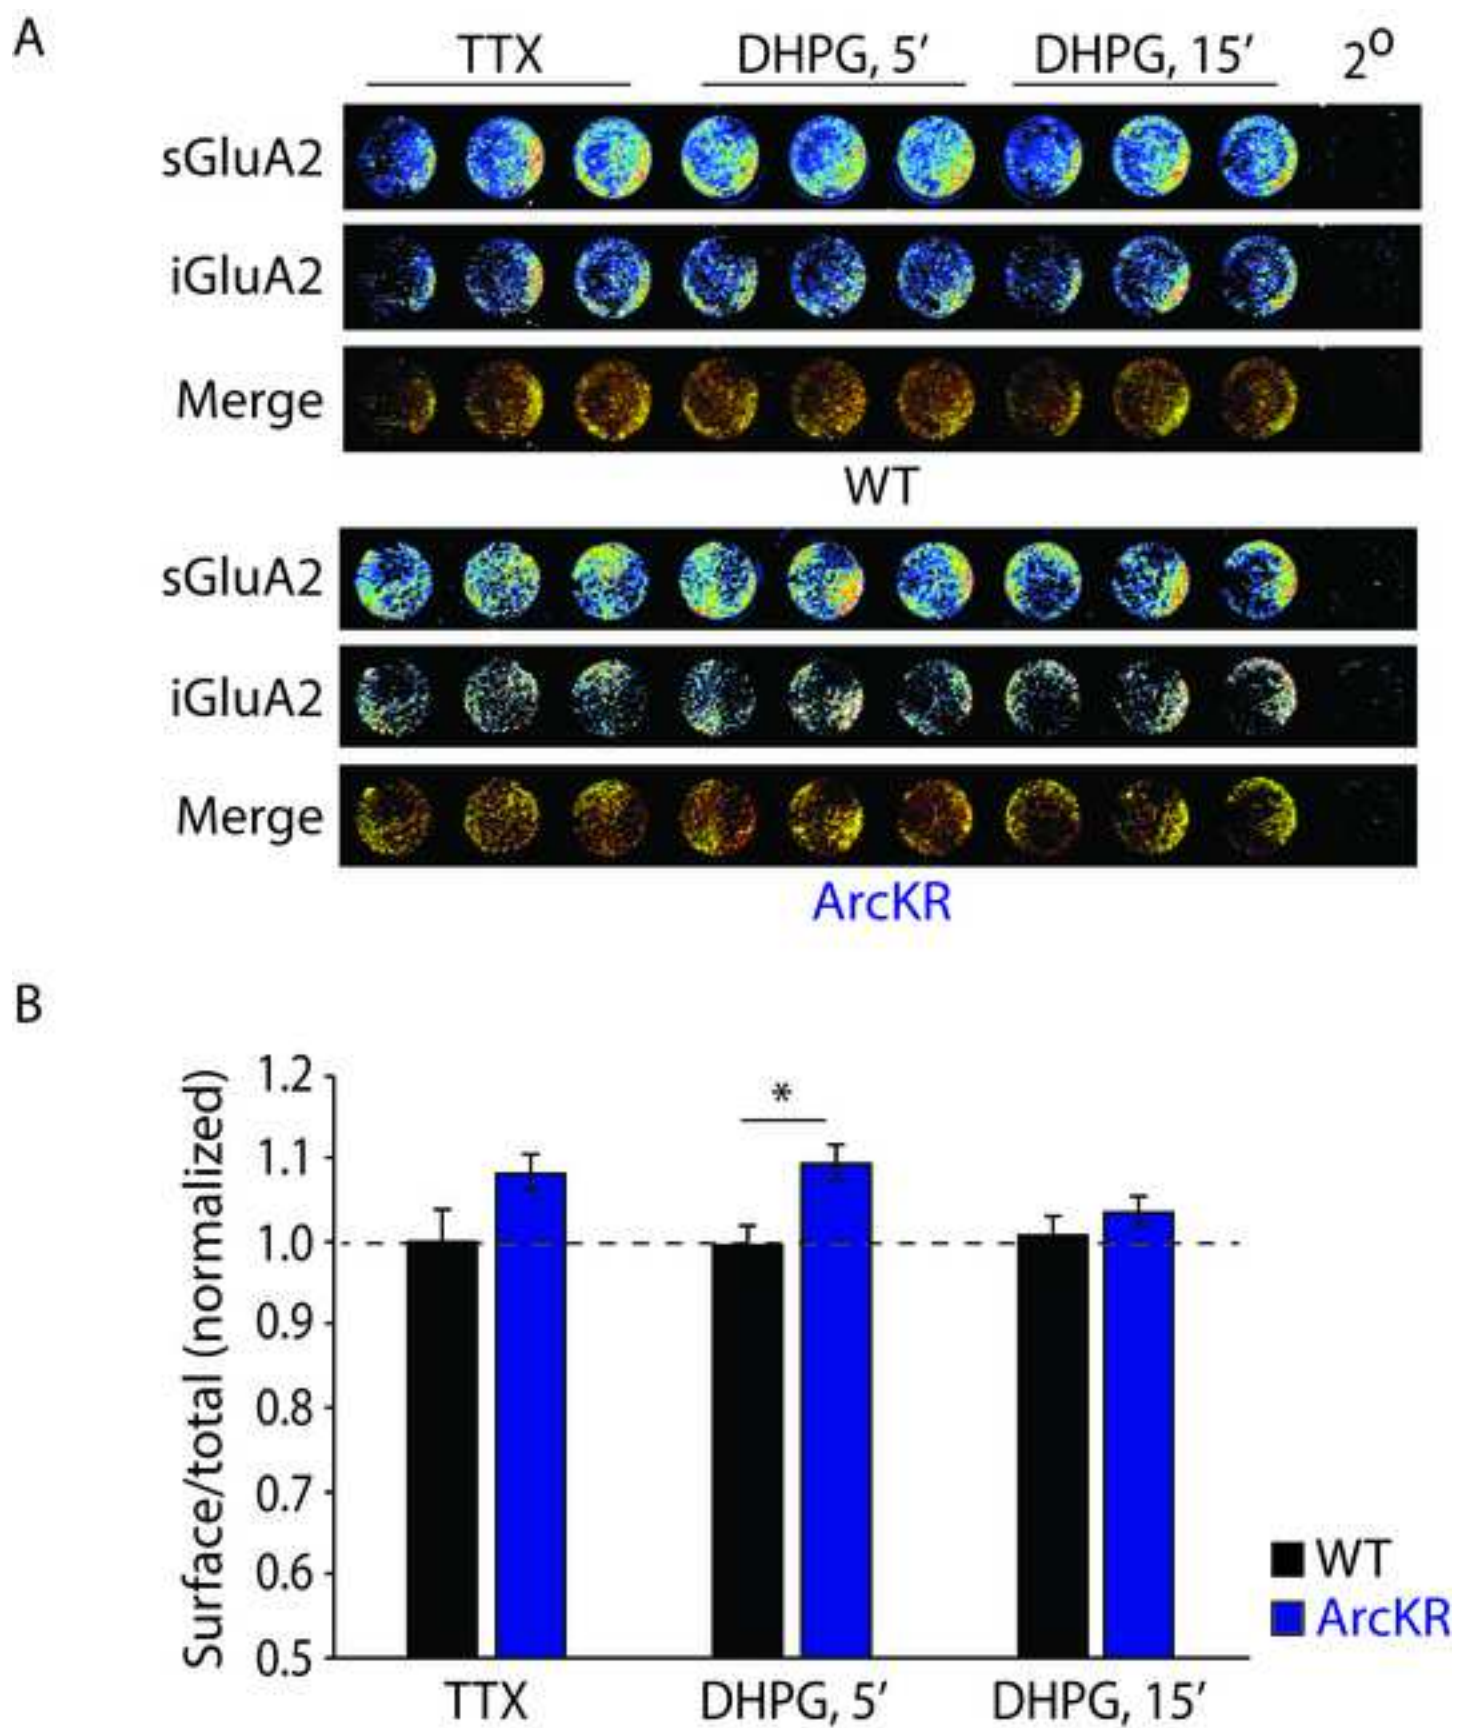 A
TTX DHPG, 5′ DHPG, 15′ 2º
sGluA2
iGluA2
Merge
WT
sGluA2
iGluA2
Merge
ArcKR
B
Surface/total (normalized)
1.2
*
1.1
1.0
0.9
0.8
0.7
0.6
0.5
WT
ArcKR
TTX DHPG, 5′ DHPG, 15′